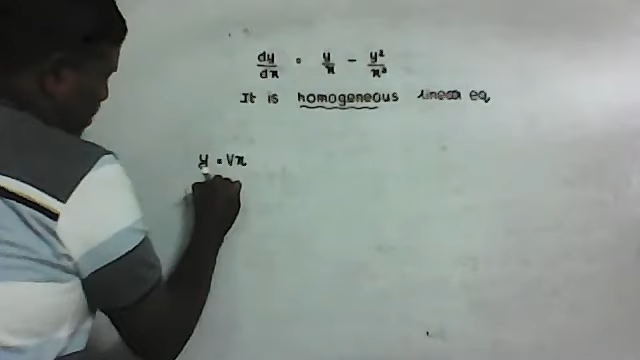 dy/dx = y/x - y²/x²
It is homogeneous linear eq
y = Vx